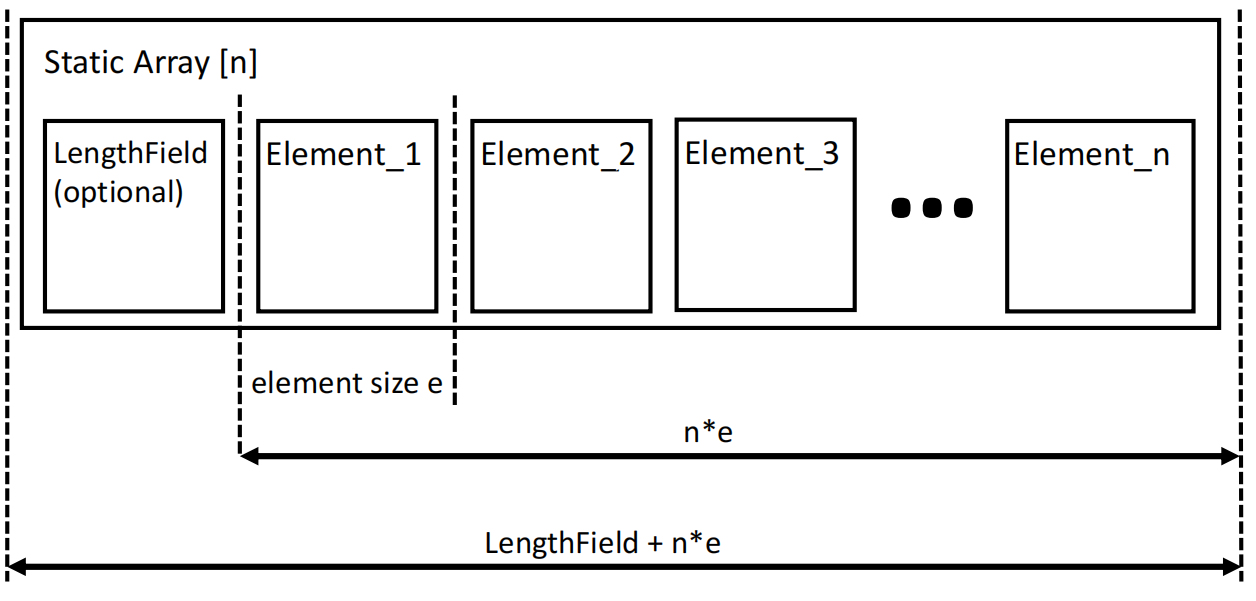 Static Array [n]
LengthField
(optional)
Element_1
Element_2
Element_3
Element_n
element size e
n*e
LengthField + n*e